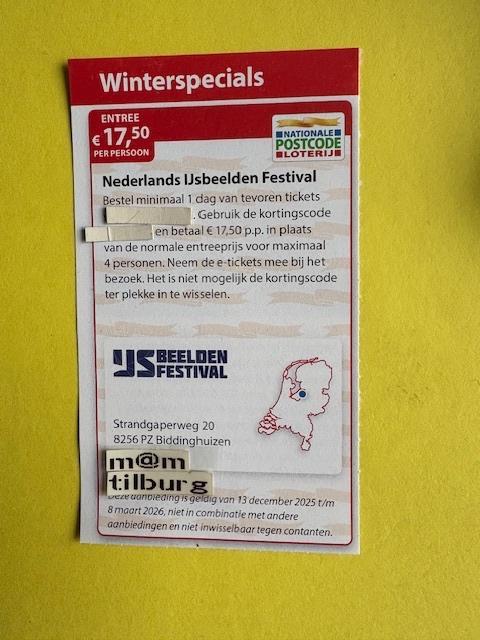 Winterspecials
ENTREE
€ 17,50
PER PERSOON
NATIONALE
POSTCODE
LOTERIJ
Nederlands IJsbeelden Festival
Bestel minimaal 1 dag van tevoren tickets
. Gebruik de kortingscode
en betaal € 17,50 p.p. in plaats
van de normale entreeprijs voor maximaal
4 personen. Neem de e-tickets mee bij het
bezoek. Het is niet mogelijk de kortingscode
ter plekke in te wisselen.
IJSBEELDEN
FESTIVAL
Strandgaperweg 20
8256 PZ Biddinghuizen
m@m
tilburg
Deze aanbieding is geldig van 13 december 2025 t/m
8 maart 2026, niet in combinatie met andere
aanbiedingen en niet inwisselbaar tegen contanten.